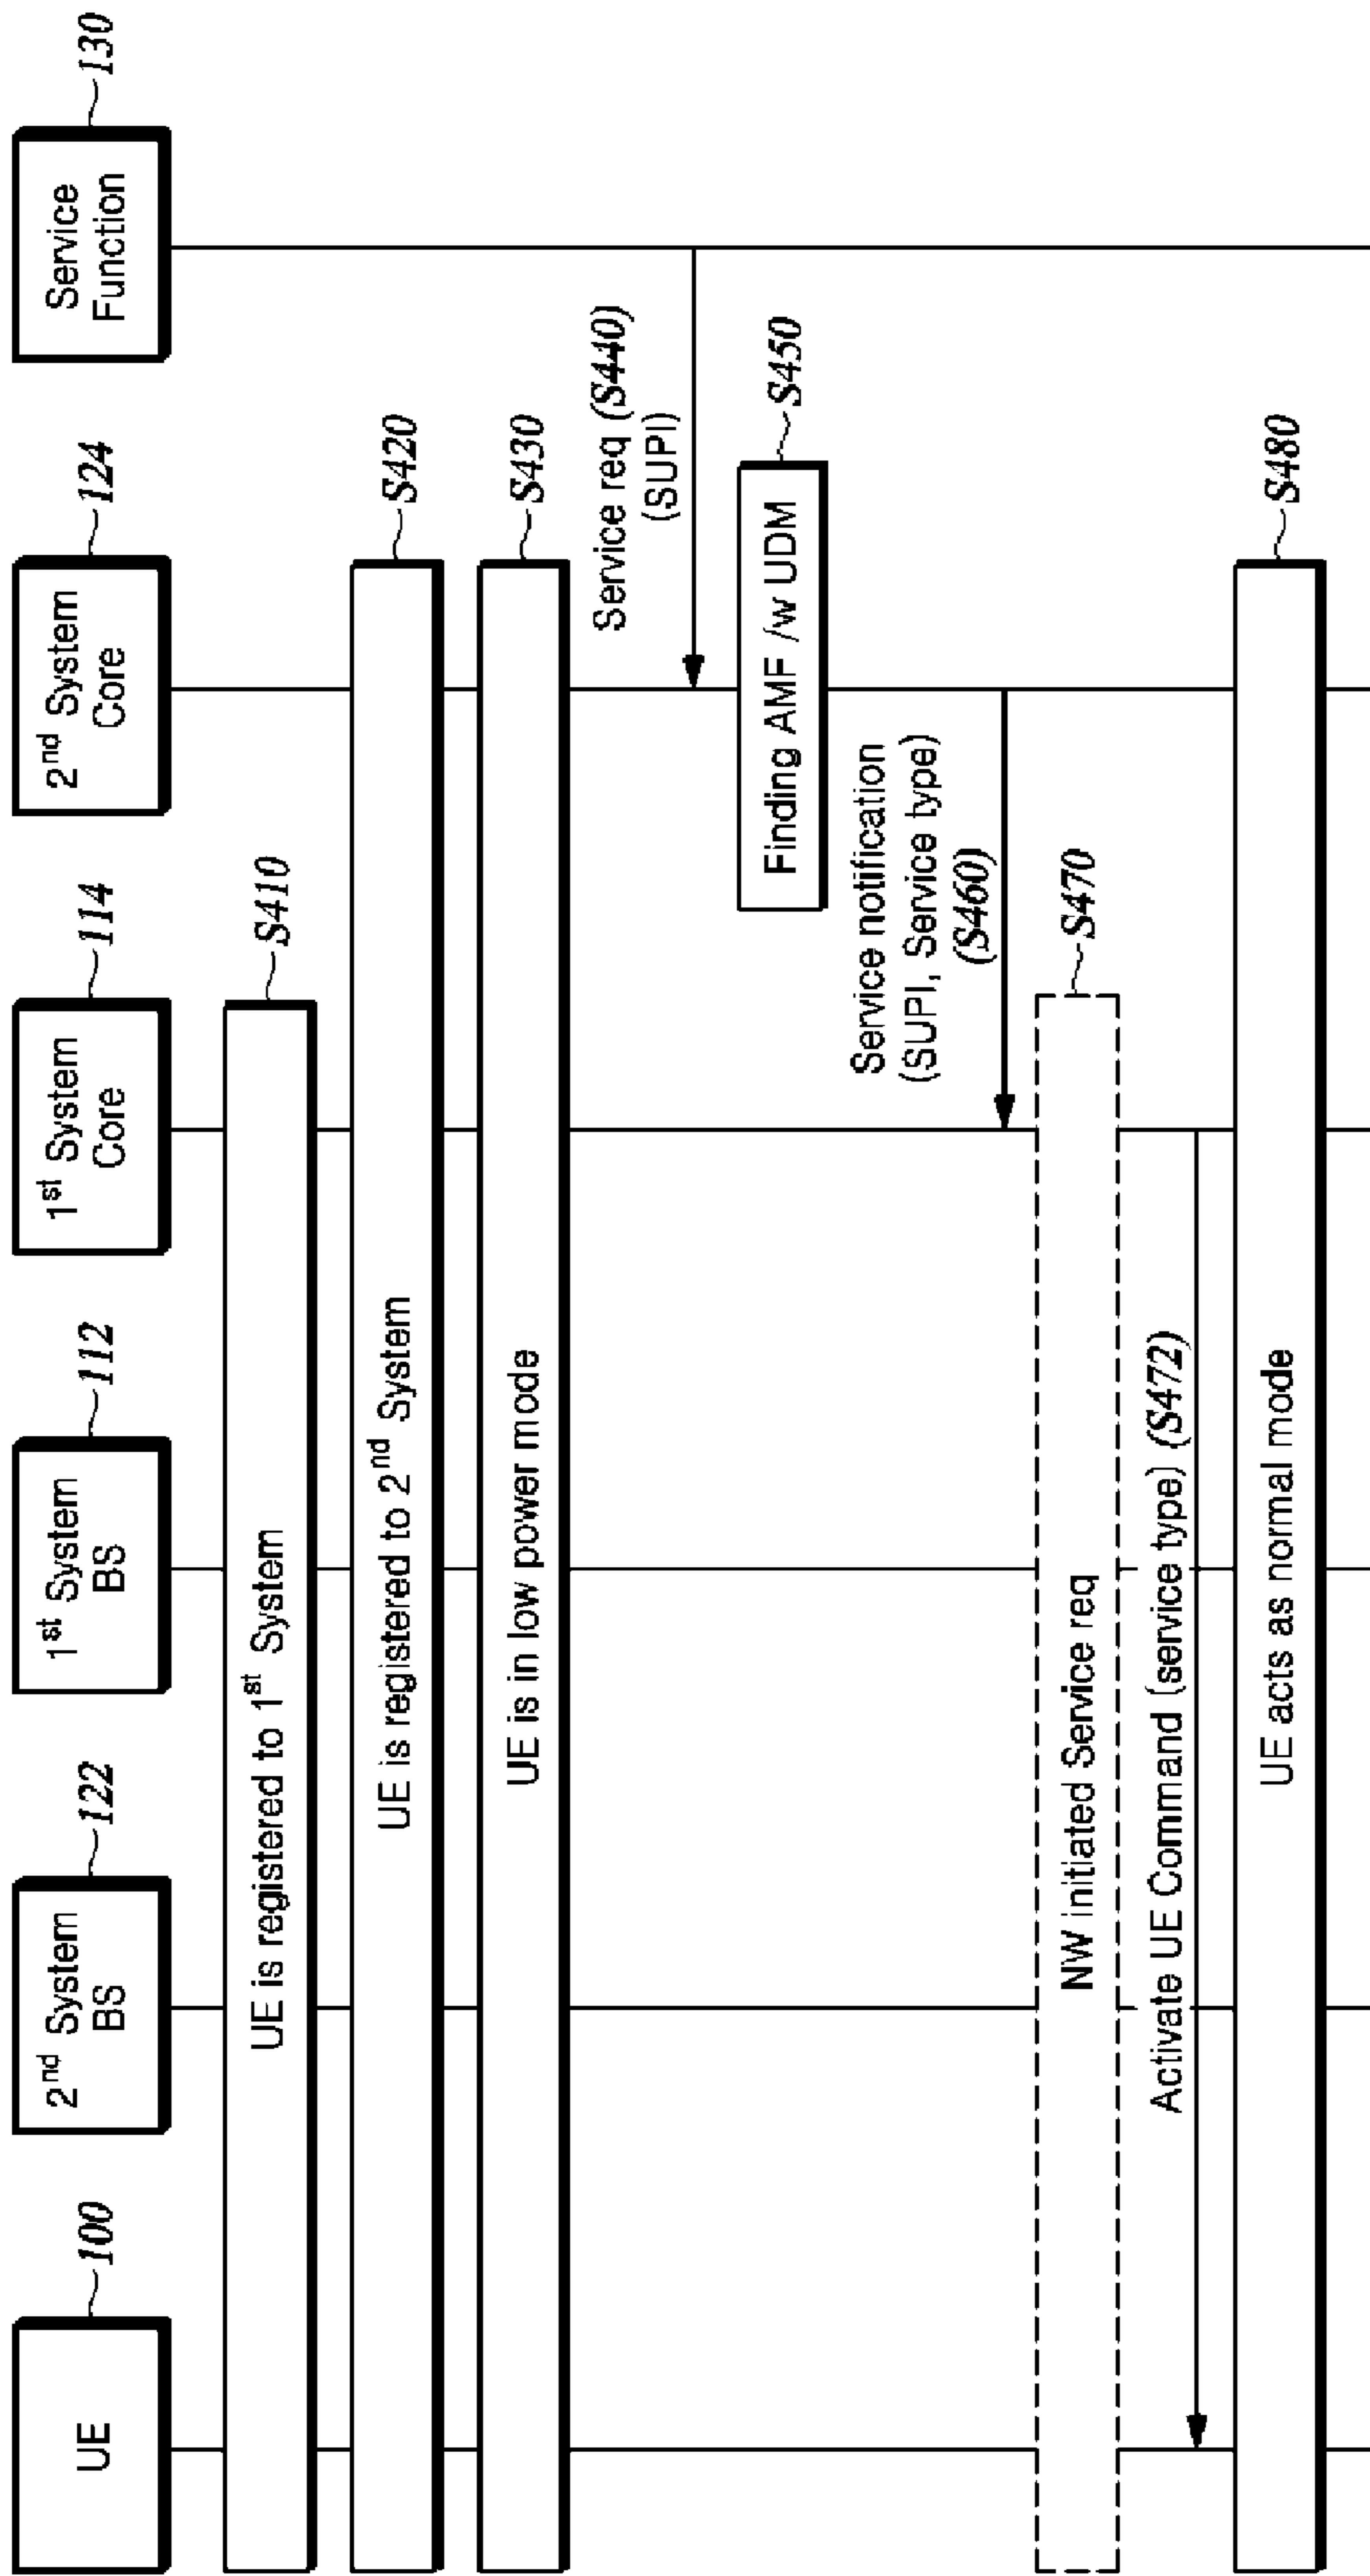 UE
100
2nd System
BS
122
1st System
BS
112
1st System
Core
114
2nd System
Core
124
Service
Function
130
UE is registered to 1st System
S410
UE is registered to 2nd System
S420
UE is in low power mode
S430
Service req (S440)
(SUPI)
Finding AMF /w UDM
S450
Service notification
(SUPI, Service type)
(S460)
NW initiated Service req
S470
Activate UE Command (service type) (S472)
UE acts as normal mode
S480